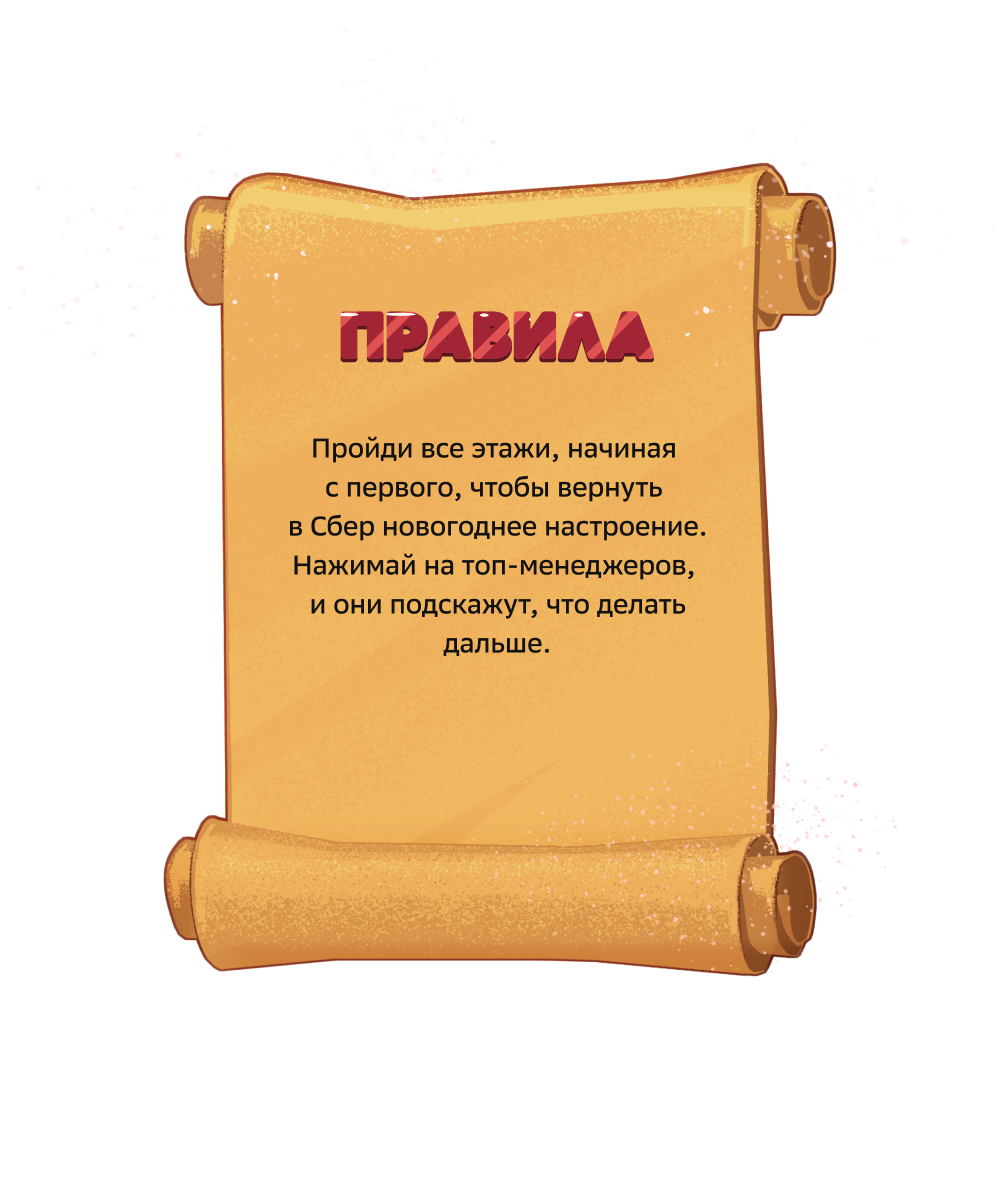 ПРАВИЛА
Пройди все этажи, начиная
с первого, чтобы вернуть
в Сбер новогоднее настроение.
Нажимай на топ-менеджеров,
и они подскажут, что делать
дальше.